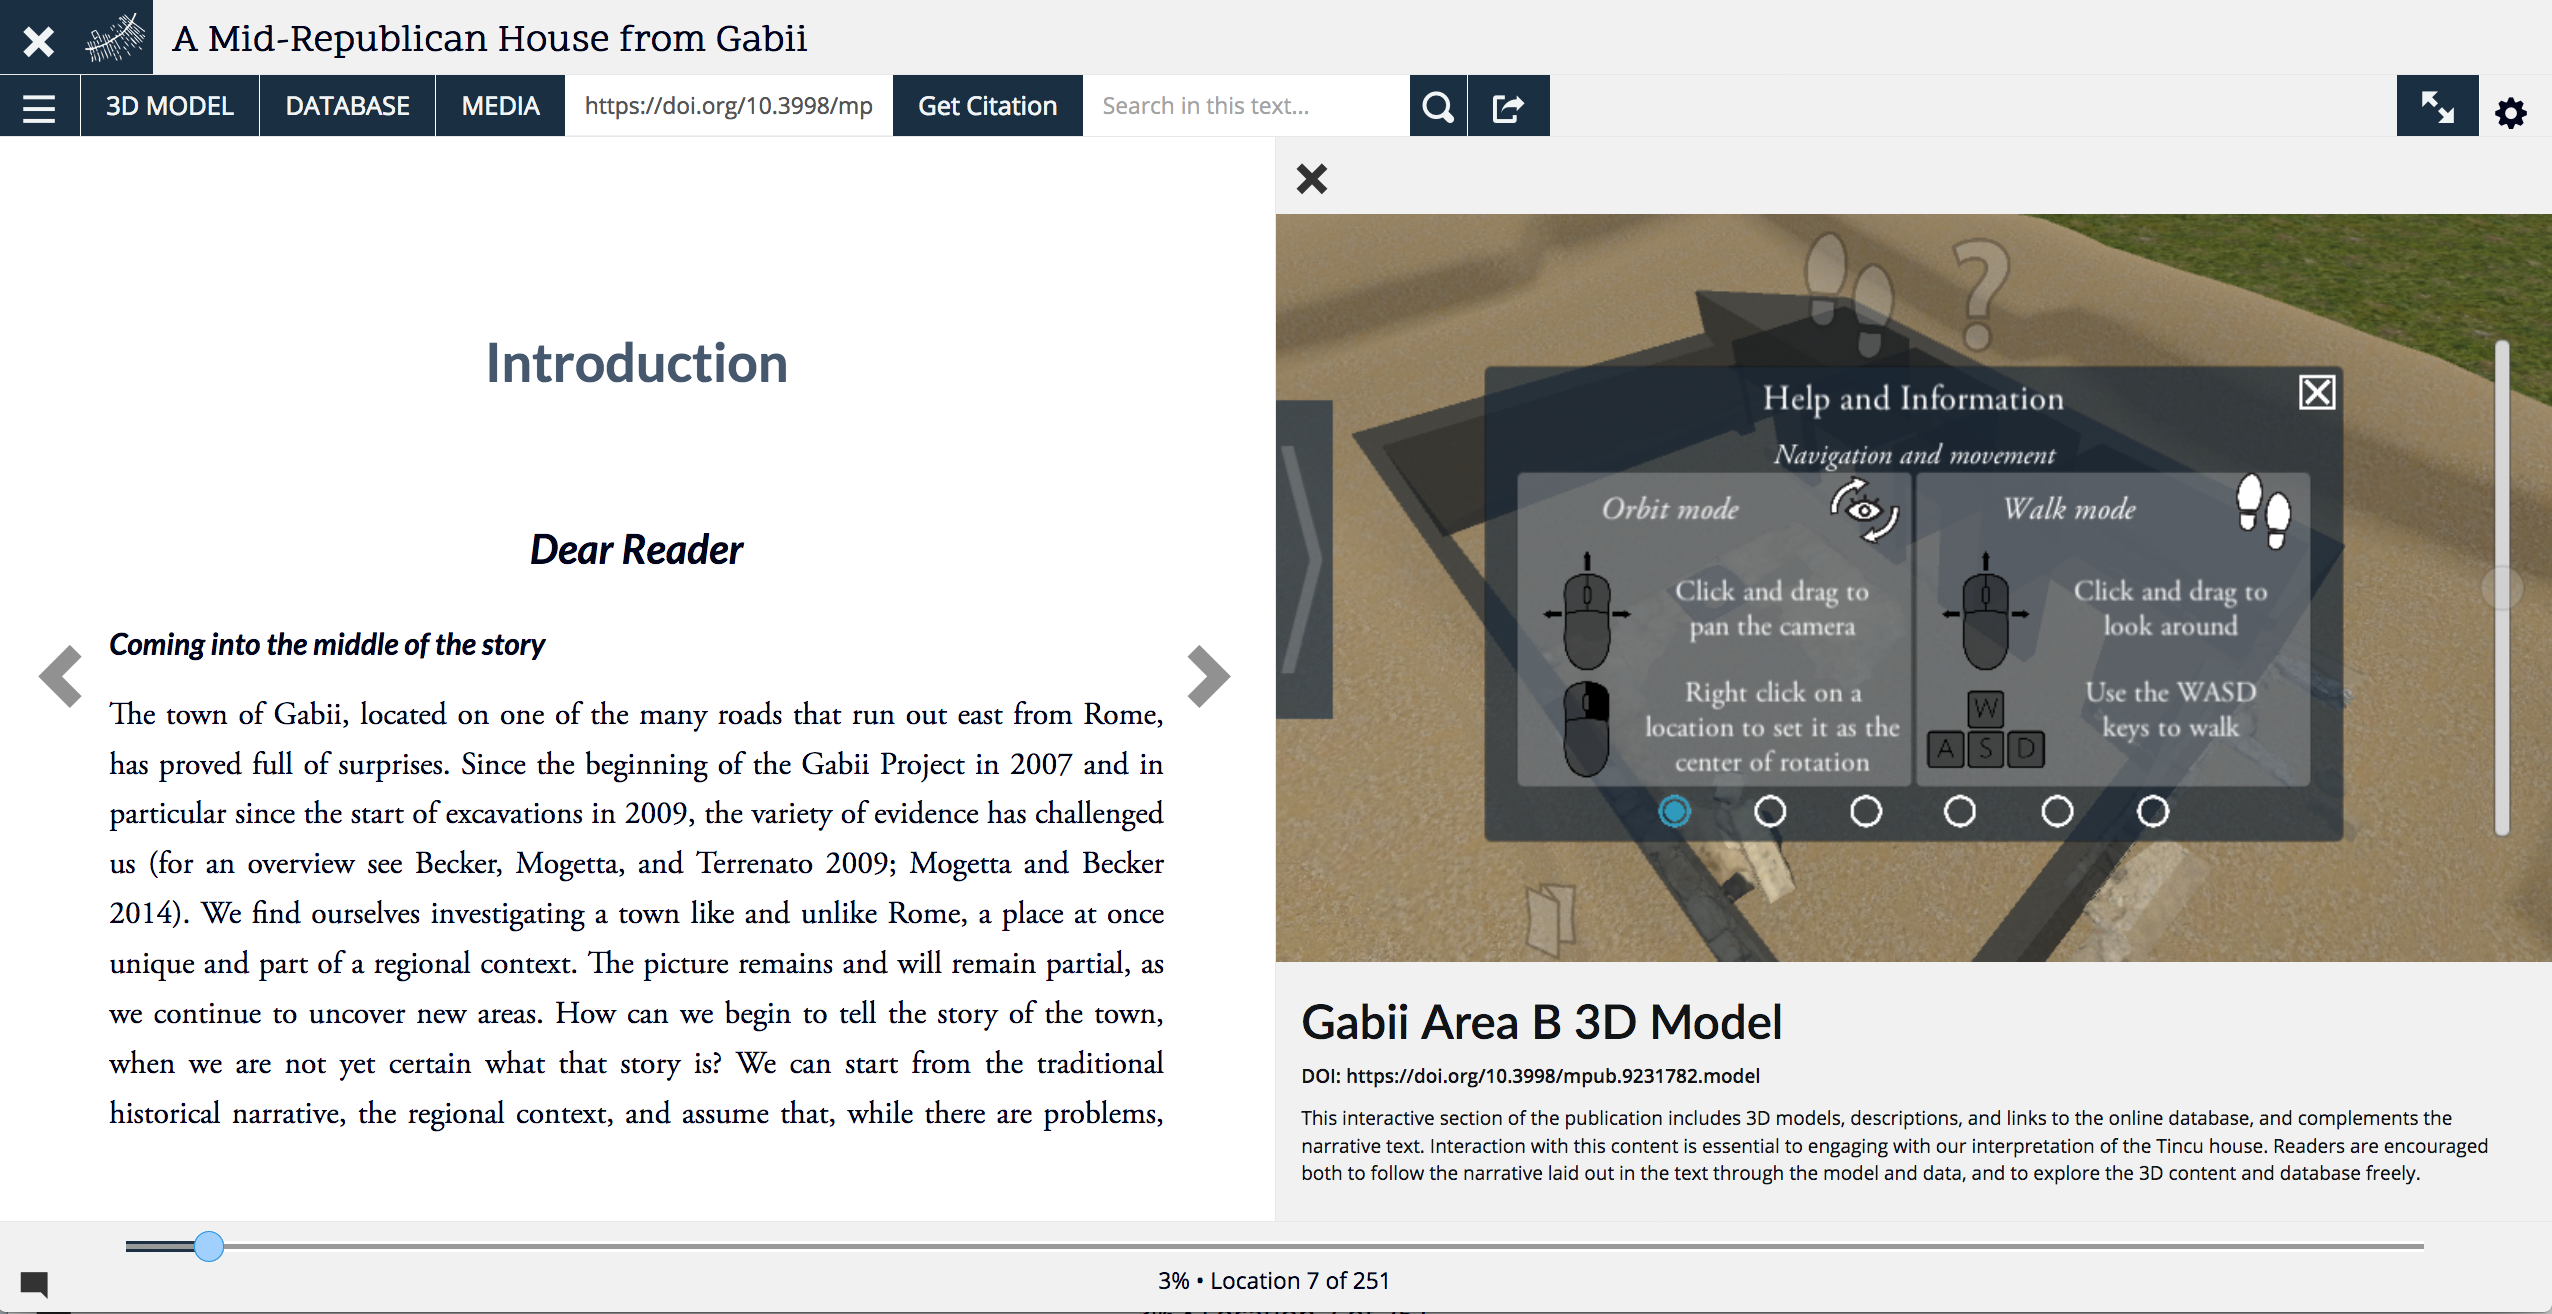 A Mid-Republican House from Gabii
3D MODEL
DATABASE
MEDIA
https://doi.org/10.3998/mp
Get Citation
Search in this text...
Introduction
Dear Reader
Coming into the middle of the story
The town of Gabii, located on one of the many roads that run out east from Rome,
has proved full of surprises. Since the beginning of the Gabii Project in 2007 and in
particular since the start of excavations in 2009, the variety of evidence has challenged
us (for an overview see Becker, Mogetta, and Terrenato 2009; Mogetta and Becker
2014). We find ourselves investigating a town like and unlike Rome, a place at once
unique and part of a regional context. The picture remains and will remain partial, as
we continue to uncover new areas. How can we begin to tell the story of the town,
when we are not yet certain what that story is? We can start from the traditional
historical narrative, the regional context, and assume that, while there are problems,
?
Help and Information
Navigation and movement
Orbit mode
Click and drag to
pan the camera
Right click on a
location to set it as the
center of rotation
Walk mode
Click and drag to
look around
W
A S D
Use the WASD
keys to walk
Gabii Area B 3D Model
DOI: https://doi.org/10.3998/mpub.9231782.model
This interactive section of the publication includes 3D models, descriptions, and links to the online database, and complements the
narrative text. Interaction with this content is essential to engaging with our interpretation of the Tincu house. Readers are encouraged
both to follow the narrative laid out in the text through the model and data, and to explore the 3D content and database freely.
3% • Location 7 of 251